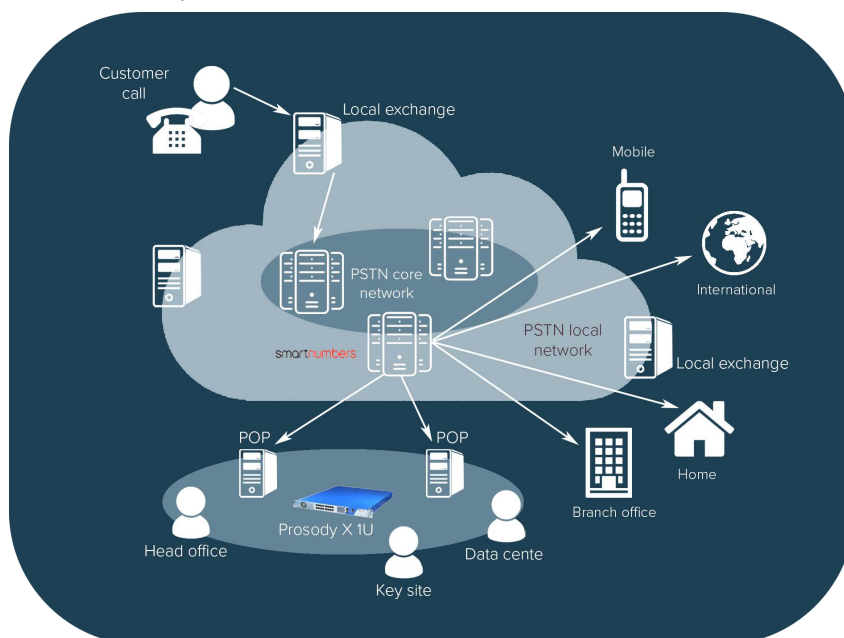 Customer
call
Local exchange
Mobile
PSTN core
network
International
smartnumbers
PSTN local
network
Local exchange
POP
POP
Home
Prosody X 1U
Branch office
Head office
Data cente
Key site